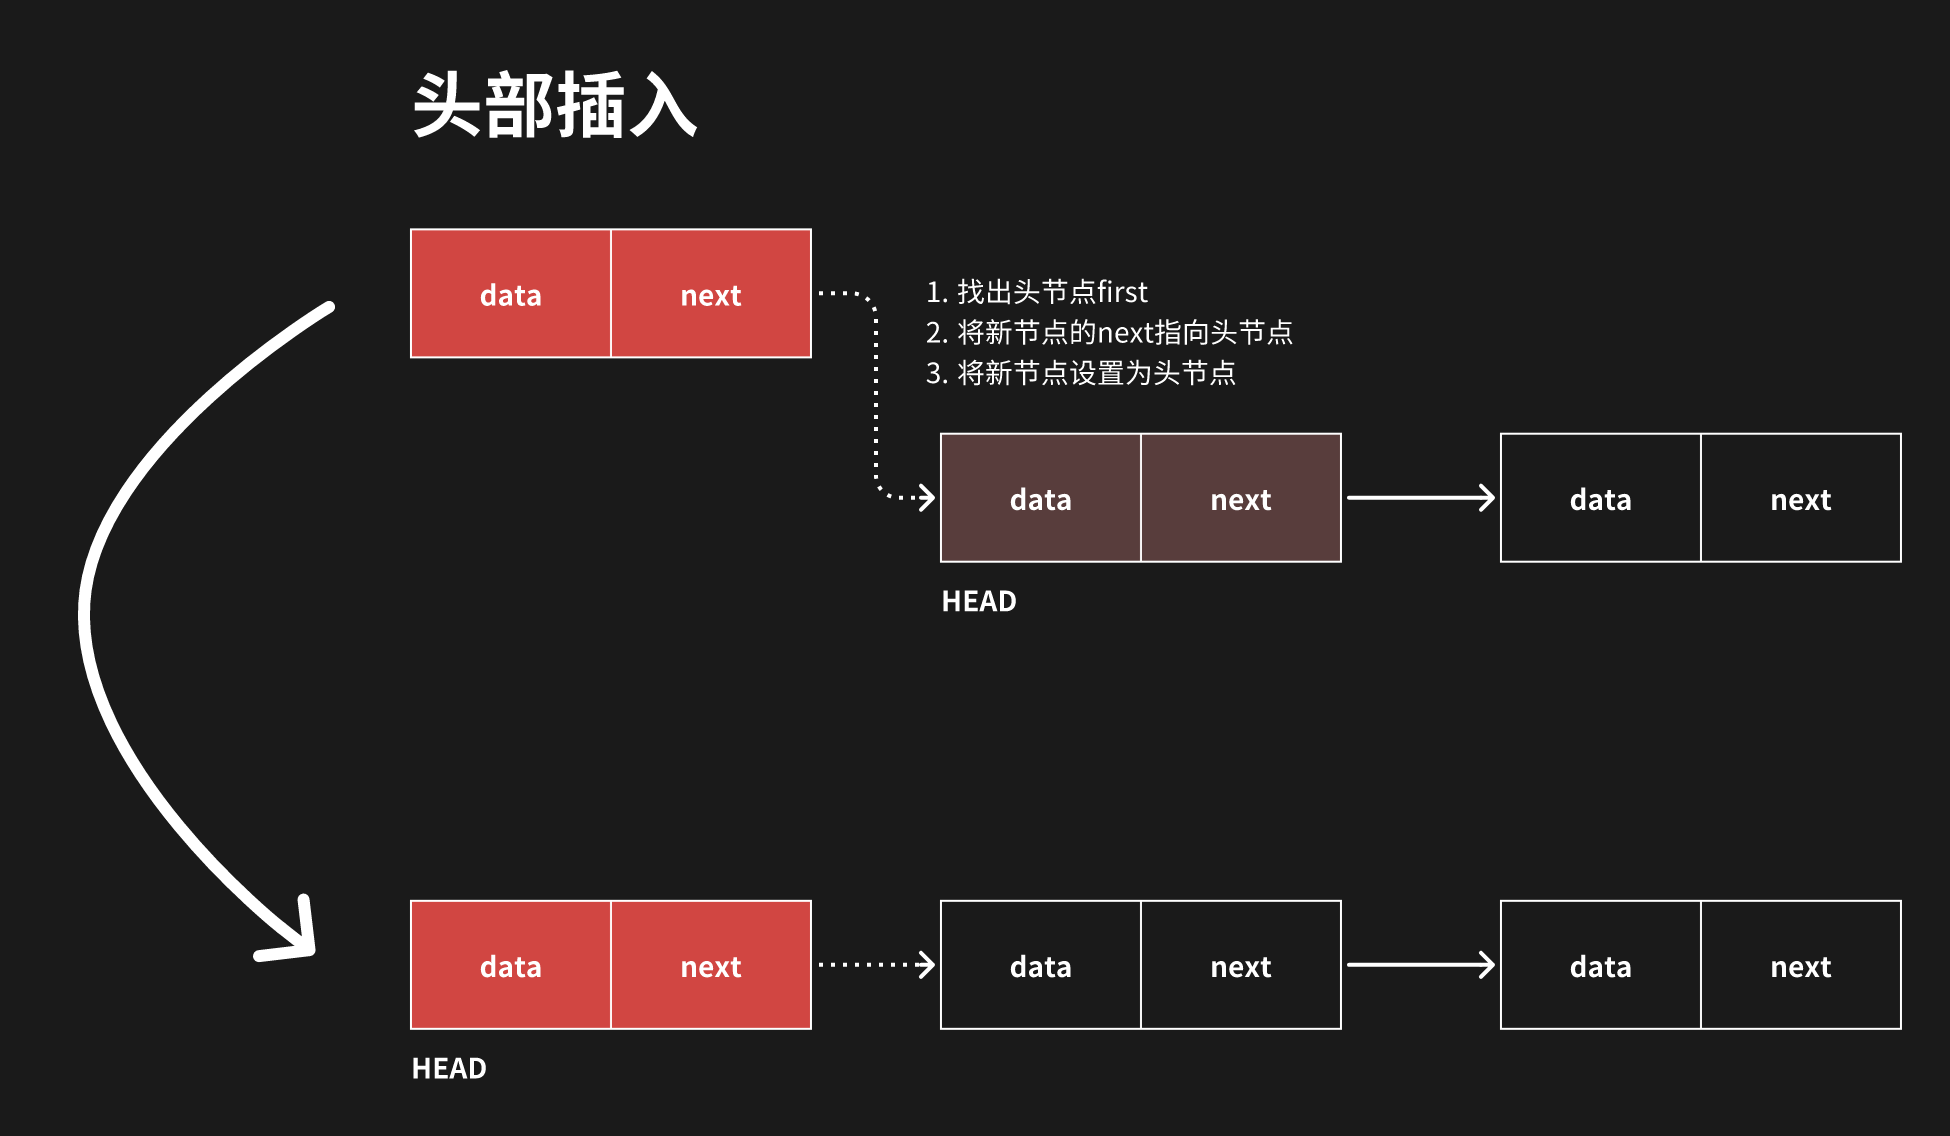 头部插入
data next
1. 找出头节点first
2. 将新节点的next指向头节点
3. 将新节点设置为头节点
data next data next
HEAD
data next data next data next
HEAD